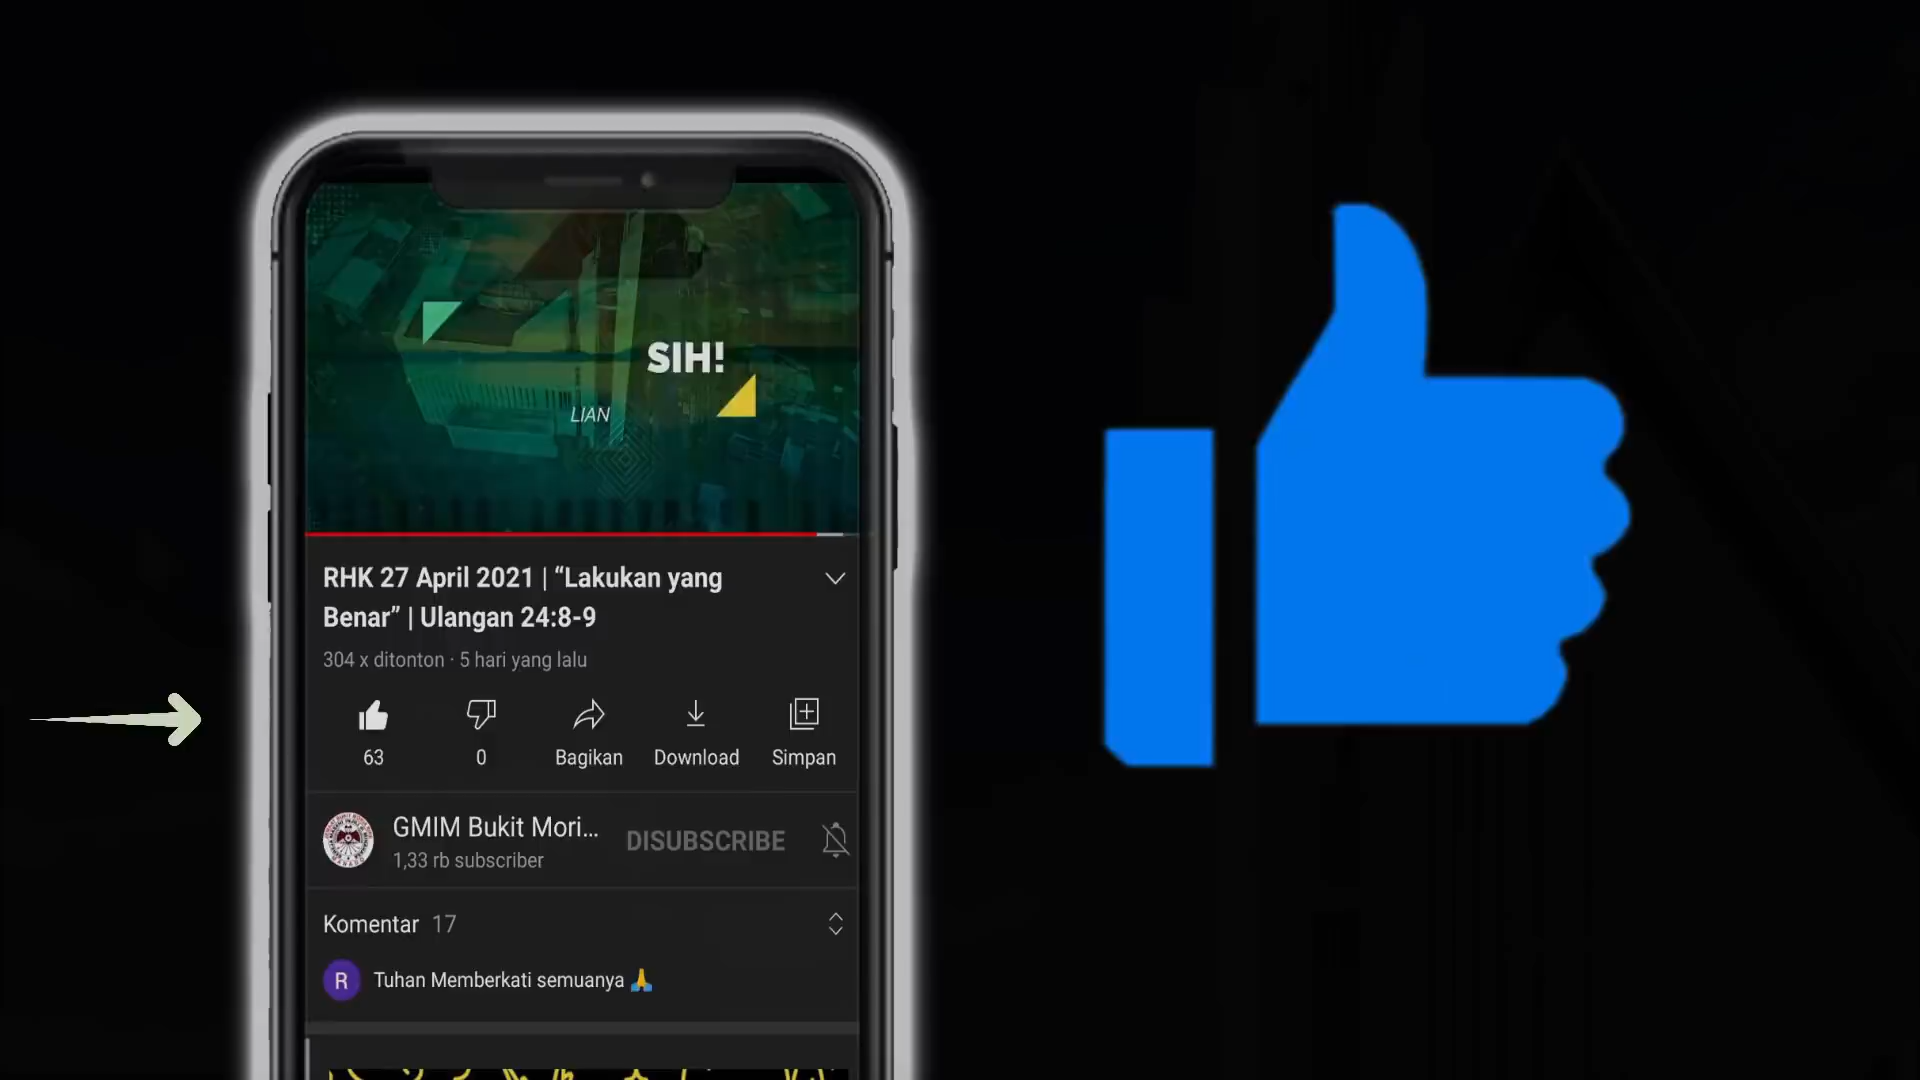 SIH!
LIAN
RHK 27 April 2021 | “Lakukan yang
Benar” | Ulangan 24:8-9
304 x ditonton · 5 hari yang lalu
63
0
Bagikan
Download
Simpan
GMIM Bukit Mori...
DISUBSCRIBE
1,33 rb subscriber
Komentar 17
R
Tuhan Memberkati semuanya 🙏